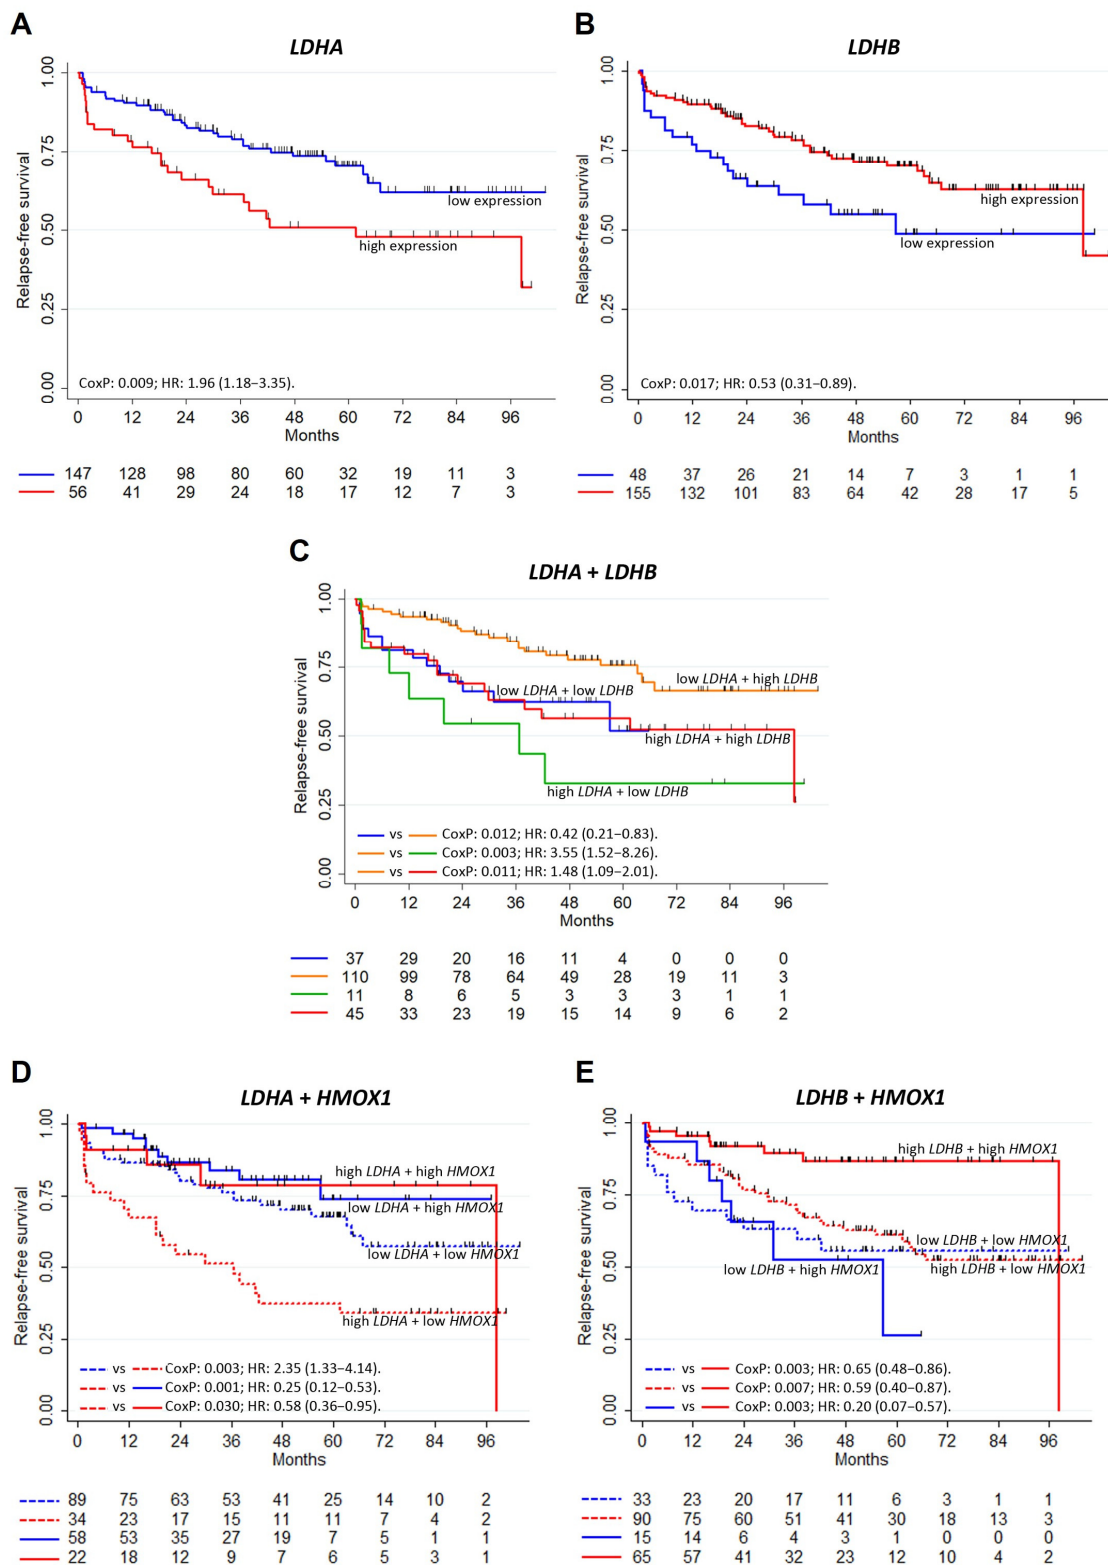 A
LDHA
Relapse-free survival
1.00
0.75
0.50
0.25
0.00
low expression
high expression
CoxP: 0.009; HR: 1.96 (1.18–3.35).
0 12 24 36 48 60 72 84 96
Months
147 128 98 80 60 32 19 11 3
56 41 29 24 18 17 12 7 3
B
LDHB
Relapse-free survival
1.00
0.75
0.50
0.25
0.00
high expression
low expression
CoxP: 0.017; HR: 0.53 (0.31–0.89).
0 12 24 36 48 60 72 84 96
Months
48 37 26 21 14 7 3 1 1
155 132 101 83 64 42 28 17 5
C
LDHA + LDHB
Relapse-free survival
1.00
0.75
0.50
0.25
0.00
low LDHA + high LDHB
low LDHA + low LDHB
high LDHA + high LDHB
high LDHA + low LDHB
vs CoxP: 0.012; HR: 0.42 (0.21–0.83).
vs CoxP: 0.003; HR: 3.55 (1.52–8.26).
vs CoxP: 0.011; HR: 1.48 (1.09–2.01).
0 12 24 36 48 60 72 84 96
Months
37 29 20 16 11 4 0 0 0
110 99 78 64 49 28 19 11 3
11 8 6 5 3 3 3 1 1
45 33 23 19 15 14 9 6 2
D
LDHA + HMOX1
Relapse-free survival
1.00
0.75
0.50
0.25
0.00
high LDHA + high HMOX1
low LDHA + high HMOX1
low LDHA + low HMOX1
high LDHA + low HMOX1
vs CoxP: 0.003; HR: 2.35 (1.33–4.14).
vs CoxP: 0.001; HR: 0.25 (0.12–0.53).
vs CoxP: 0.030; HR: 0.58 (0.36–0.95).
0 12 24 36 48 60 72 84 96
Months
89 75 63 53 41 25 14 10 2
34 23 17 15 11 11 7 4 2
58 53 35 27 19 7 5 1 1
22 18 12 9 7 6 5 3 1
E
LDHB + HMOX1
Relapse-free survival
1.00
0.75
0.50
0.25
0.00
high LDHB + high HMOX1
low LDHB + low HMOX1
low LDHB + high HMOX1
high LDHB + low HMOX1
vs CoxP: 0.003; HR: 0.65 (0.48–0.86).
vs CoxP: 0.007; HR: 0.59 (0.40–0.87).
vs CoxP: 0.003; HR: 0.20 (0.07–0.57).
0 12 24 36 48 60 72 84 96
Months
33 23 20 17 11 6 3 1 1
90 75 60 51 41 30 18 13 3
15 14 6 4 3 1 0 0 0
65 57 41 32 23 12 10 4 2